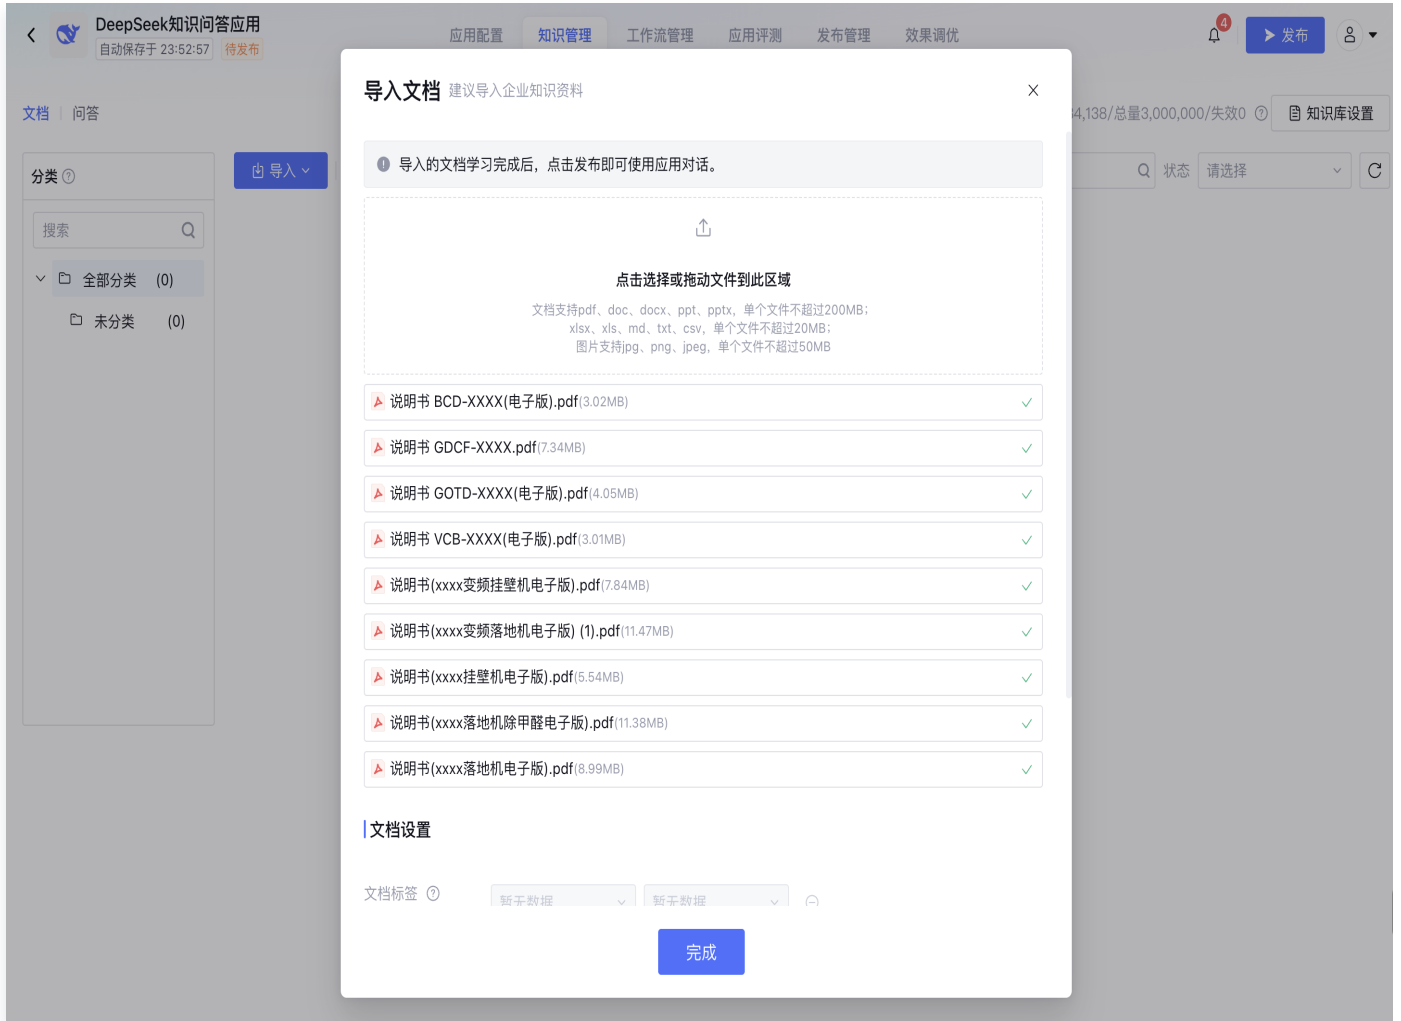 DeepSeek知识问答应用
自动保存于 23:52:57 待发布
应用配置 知识管理 工作流管理 应用评测 发布管理 效果调优
4
发布
文档 问答
4,138/总量3,000,000/失效0
知识库设置
分类
搜索
全部分类 (0)
未分类 (0)
导入
状态 请选择
导入文档 建议导入企业知识资料
导入的文档学习完成后，点击发布即可使用应用对话。
点击选择或拖动文件到此区域
文档支持pdf、doc、docx、ppt、pptx，单个文件不超过200MB；
xlsx、xls、md、txt、csv，单个文件不超过20MB；
图片支持jpg、png、jpeg，单个文件不超过50MB
说明书 BCD-XXXX(电子版).pdf(3.02MB)
说明书 GDCF-XXXX.pdf(7.34MB)
说明书 GOTD-XXXX(电子版).pdf(4.05MB)
说明书 VCB-XXXX(电子版).pdf(3.01MB)
说明书(xxxx变频挂壁机电子版).pdf(7.84MB)
说明书(xxxx变频落地机电子版) (1).pdf(11.47MB)
说明书(xxxx挂壁机电子版).pdf(5.54MB)
说明书(xxxx落地机除甲醛电子版).pdf(11.38MB)
说明书(xxxx落地机电子版).pdf(8.99MB)
文档设置
文档标签 暂无数据 暂无数据
完成